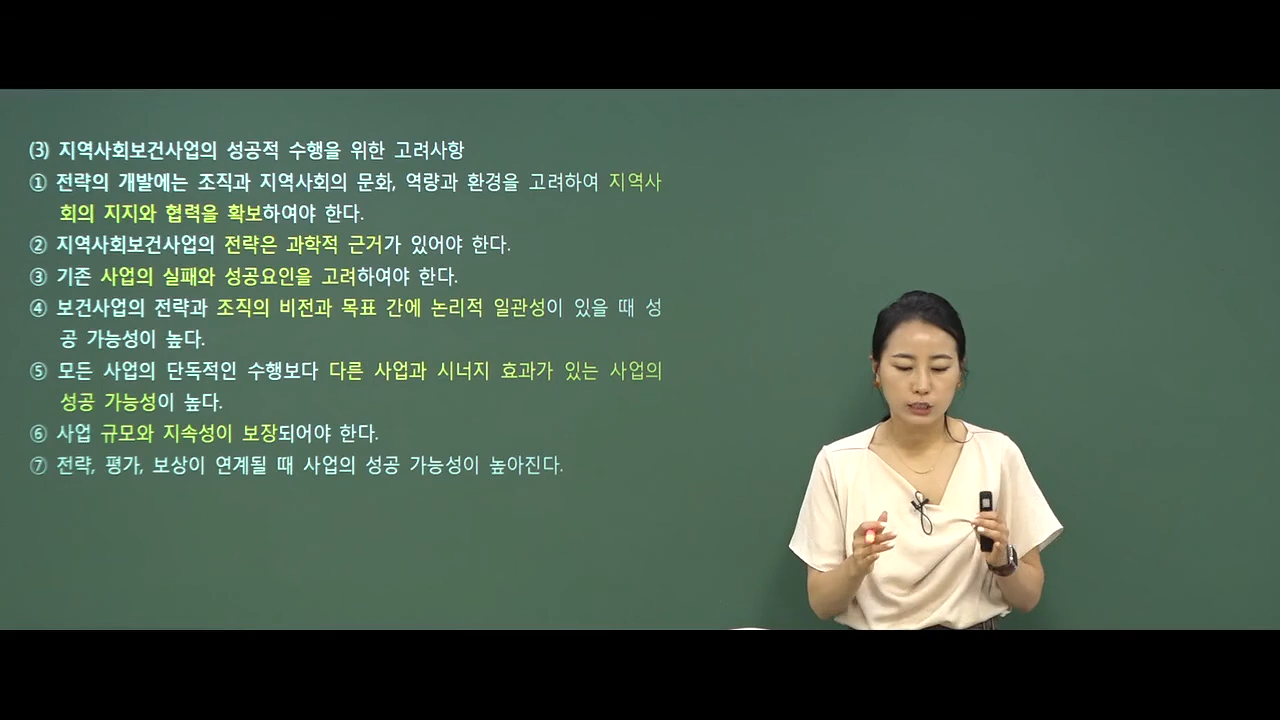 (3) 지역사회보건사업의 성공적 수행을 위한 고려사항
① 전략의 개발에는 조직과 지역사회의 문화, 역량과 환경을 고려하여 지역사
회의 지지와 협력을 확보하여야 한다.
② 지역사회보건사업의 전략은 과학적 근거가 있어야 한다.
③ 기존 사업의 실패와 성공요인을 고려하여야 한다.
④ 보건사업의 전략과 조직의 비전과 목표 간에 논리적 일관성이 있을 때 성
공 가능성이 높다.
⑤ 모든 사업의 단독적인 수행보다 다른 사업과 시너지 효과가 있는 사업의
성공 가능성이 높다.
⑥ 사업 규모와 지속성이 보장되어야 한다.
⑦ 전략, 평가, 보상이 연계될 때 사업의 성공 가능성이 높아진다.